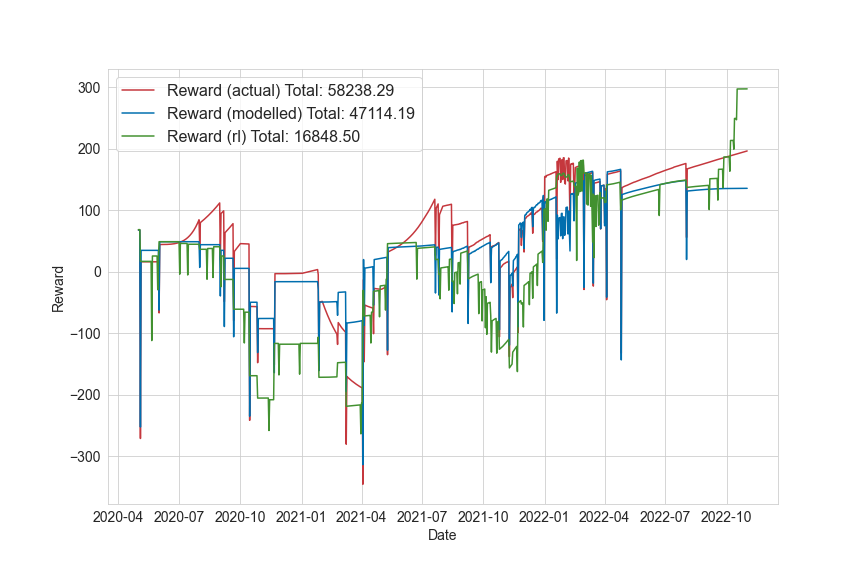 Reward (actual) Total: 58238.29
Reward (modelled) Total: 47114.19
Reward (rl) Total: 16848.50
300
200
100
0
−100
−200
−300
Reward
2020-04 2020-07 2020-10 2021-01 2021-04 2021-07 2021-10 2022-01 2022-04 2022-07 2022-10
Date